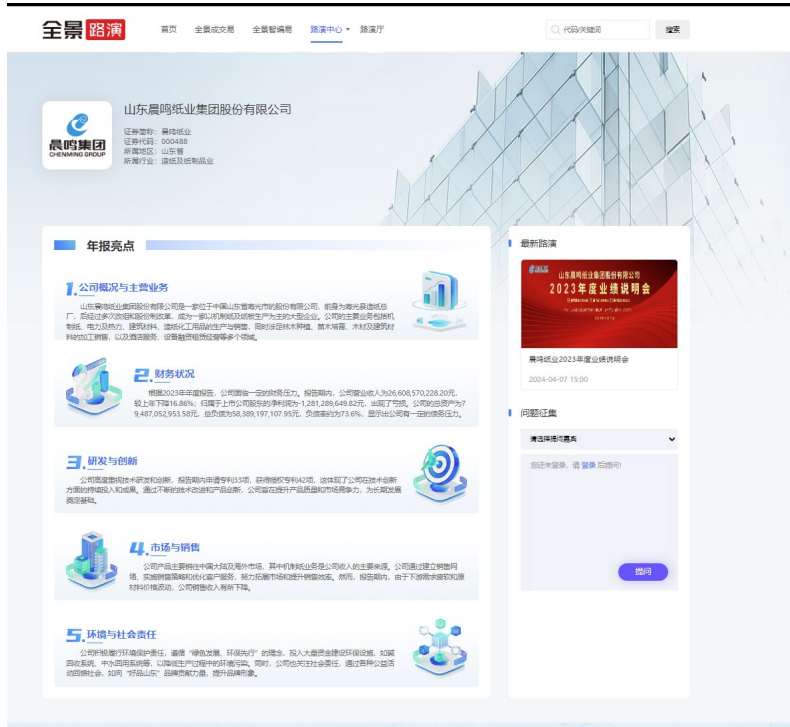 全景路演
首页 全景成交易 全景智编易 路演中心 路演厅
代码/关键词 搜索
山东晨鸣纸业集团股份有限公司
证券简称：晨鸣纸业
证券代码：000488
所属地区：山东省
所属行业：造纸及纸制品业
晨鸣集团
CHENMING GROUP
年报亮点
1.公司概况与主营业务
山东晨鸣纸业集团股份有限公司是一家位于中国山东省寿光市的股份有限公司，前身为寿光县造纸总
厂，后经过多次改组和股份制改革，成为一家以机制纸及纸板生产为主的大型企业。公司的主要业务包括机
制纸、电力及热力、建筑材料、造纸化工用品的生产与销售，同时涉足林木种植、苗木培育、木材及建筑材
料的加工销售，以及酒店服务、设备融资租赁经营等多个领域。
2.财务状况
根据2023年年度报告，公司面临一定的财务压力。报告期内，公司营业收入为26,608,570,228.20元，
较上年下降16.86%；归属于上市公司股东的净利润为-1,281,289,649.82元，出现了亏损。公司的总资产为7
9,487,052,953.58元，总负债为58,389,197,107.95元，负债率约为73.6%，显示出公司有一定的债务压力。
3.研发与创新
公司高度重视技术研发和创新，报告期内申请专利33项，获得授权专利42项，这体现了公司在技术创新
方面的持续投入和成果。通过不断的技术改进和产品创新，公司旨在提升产品质量和市场竞争力，为长期发展
奠定基础。
4.市场与销售
公司产品主要销往中国大陆及海外市场，其中机制纸业务是公司收入的主要来源。公司通过建立销售网
络、实施销售策略和优化客户服务，努力拓展市场和提升销售效率。然而，报告期内，由于下游需求疲软和原
材料价格波动，公司销售收入有所下降。
5.环境与社会责任
公司积极履行环境保护责任，遵循“绿色发展、环保先行”的理念，投入大量资金建设环保设施，如碱
回收系统、中水回用系统等，以降低生产过程中的环境污染。同时，公司也关注社会责任，通过各种公益活
动回馈社会，如向“好品山东”品牌贡献力量，提升品牌形象。
最新路演
山东晨鸣纸业集团股份有限公司
2023年度业绩说明会
晨鸣纸业2023年度业绩说明会
2024-04-07 15:00
问题征集
请选择提问嘉宾
您还未登录，请 登录 后提问!
提问